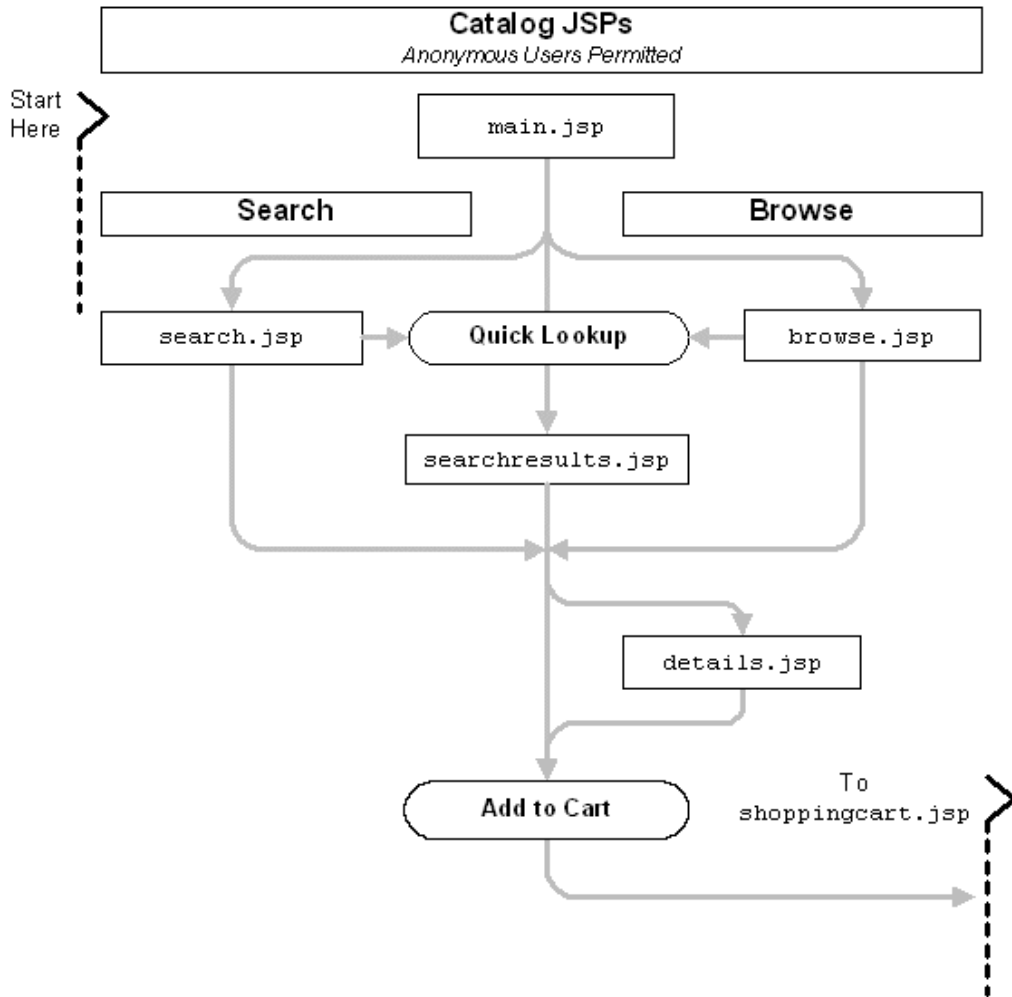 Catalog JSPs
Anonymous Users Permitted
Start
Here
main.jsp
Search
Browse
search.jsp
Quick Lookup
browse.jsp
searchresults.jsp
details.jsp
Add to Cart
To
shoppingcart.jsp